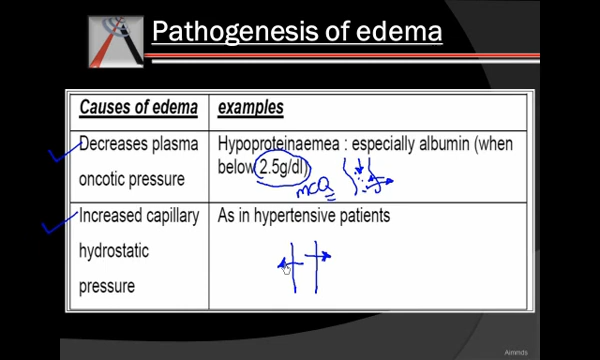 Pathogenesis of edema
Causes of edema
examples
Decreases plasma
oncotic pressure
Hypoproteinaemea : especially albumin (when
below 2.5g/dl)
mcQ
Increased capillary
hydrostatic
pressure
As in hypertensive patients
Aimmds